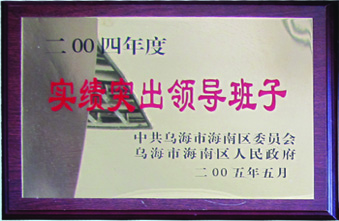 二00四年度
实绩突出领导班子
中共乌海市海南区委员会
乌海市海南区人民政府
二00五年五月